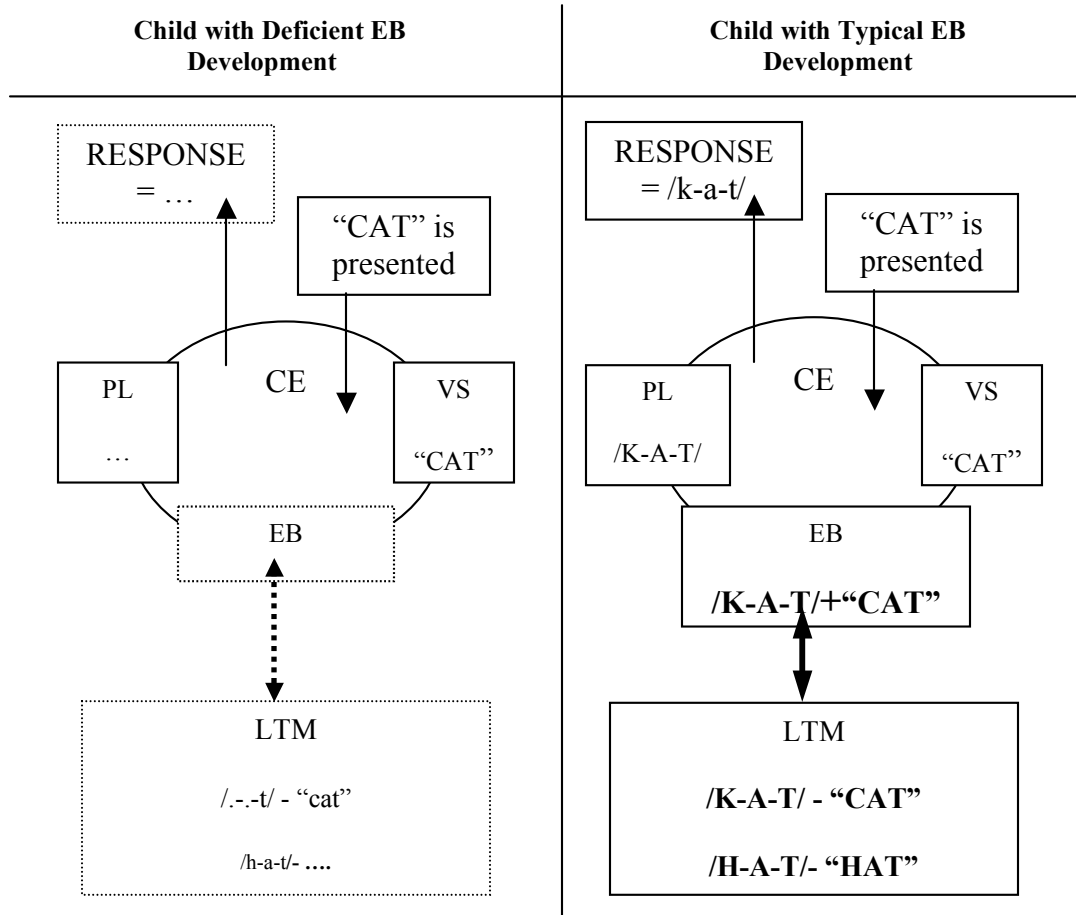 Child with Deficient EB
Development
RESPONSE
= …
“CAT” is
presented
CE
PL
…
VS
“CAT”
EB
LTM
/.-.-t/ - “cat”
/h-a-t/- ….
Child with Typical EB
Development
RESPONSE
= /k-a-t/
“CAT” is
presented
CE
PL
/K-A-T/
VS
“CAT”
EB
/K-A-T/+“CAT”
LTM
/K-A-T/ - “CAT”
/H-A-T/- “HAT”